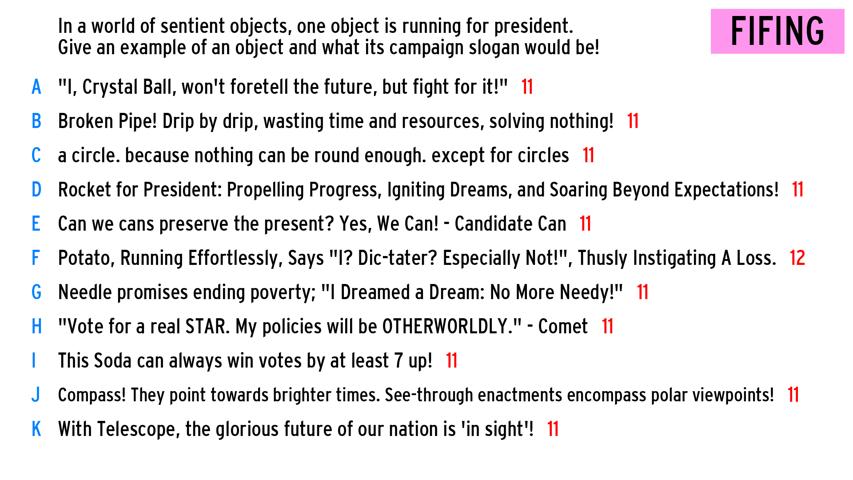 In a world of sentient objects, one object is running for president.
Give an example of an object and what its campaign slogan would be!
FIFING
A "I, Crystal Ball, won't foretell the future, but fight for it!" 11
B Broken Pipe! Drip by drip, wasting time and resources, solving nothing! 11
C a circle. because nothing can be round enough. except for circles 11
D Rocket for President: Propelling Progress, Igniting Dreams, and Soaring Beyond Expectations! 11
E Can we cans preserve the present? Yes, We Can! - Candidate Can 11
F Potato, Running Effortlessly, Says "I? Dic-tater? Especially Not!", Thusly Instigating A Loss. 12
G Needle promises ending poverty; "I Dreamed a Dream: No More Needy!" 11
H "Vote for a real STAR. My policies will be OTHERWORLDLY." - Comet 11
I This Soda can always win votes by at least 7 up! 11
J Compass! They point towards brighter times. See-through enactments encompass polar viewpoints! 11
K With Telescope, the glorious future of our nation is 'in sight'! 11